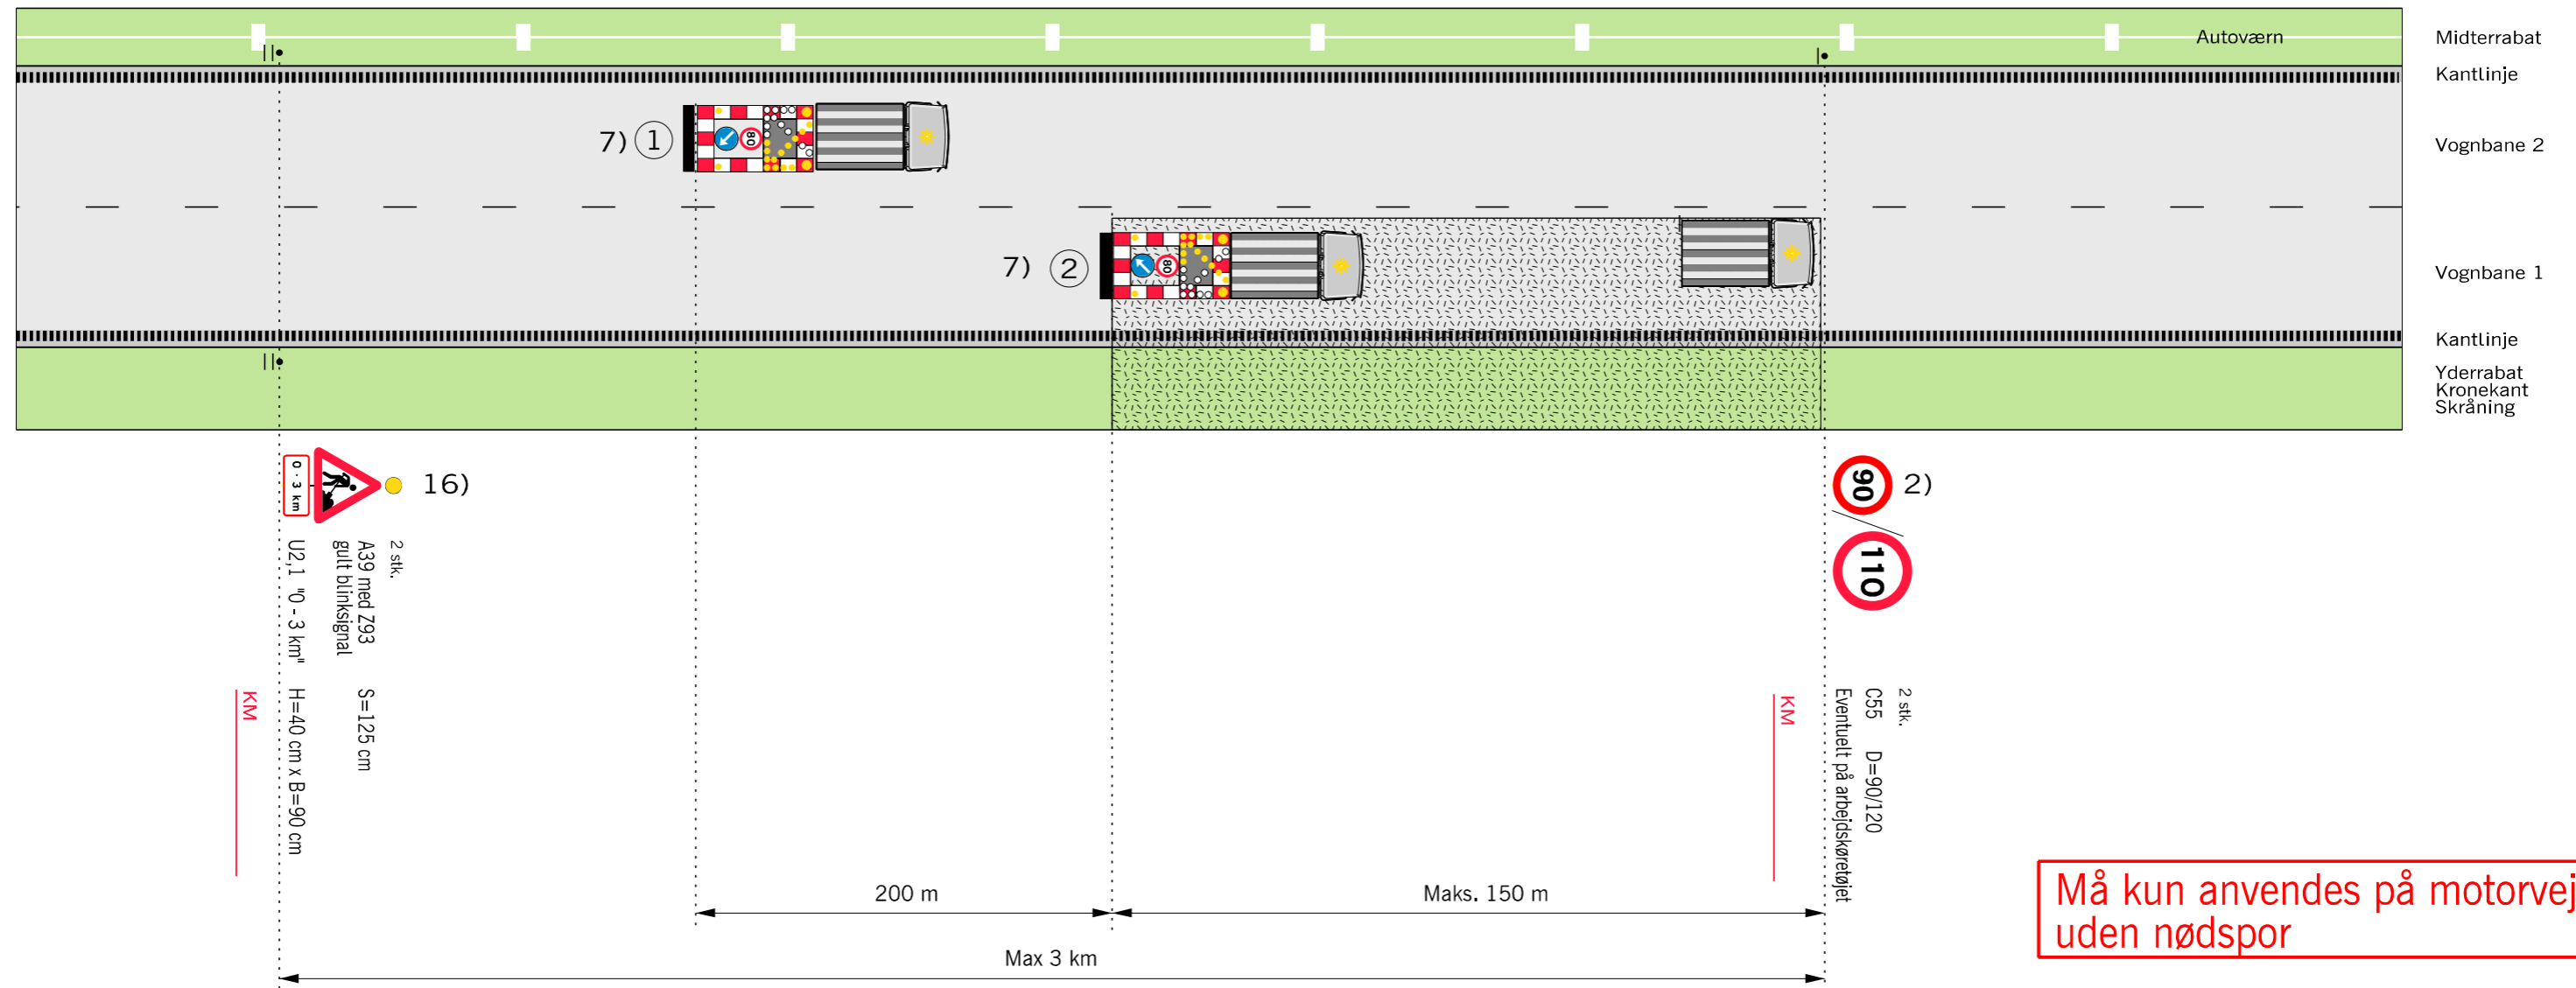 Autoværn
Midterrabat
Kantlinje
7) 1
80
Vognbane 2
7) 2
80
Vognbane 1
Kantlinje
Yderrabat
Kronekant
Skråning
0 - 3 km
16)
2 stk.
A39 med Z93 S=125 cm
gult blinksignal
U2,1 "0 - 3 km" H=40 cm x B=90 cm
KM
90
2)
110
2 stk.
C55 D=90/120
Eventuelt på arbejdskøretøjet
KM
200 m
Maks. 150 m
Max 3 km
Må kun anvendes på motorvej
uden nødspor